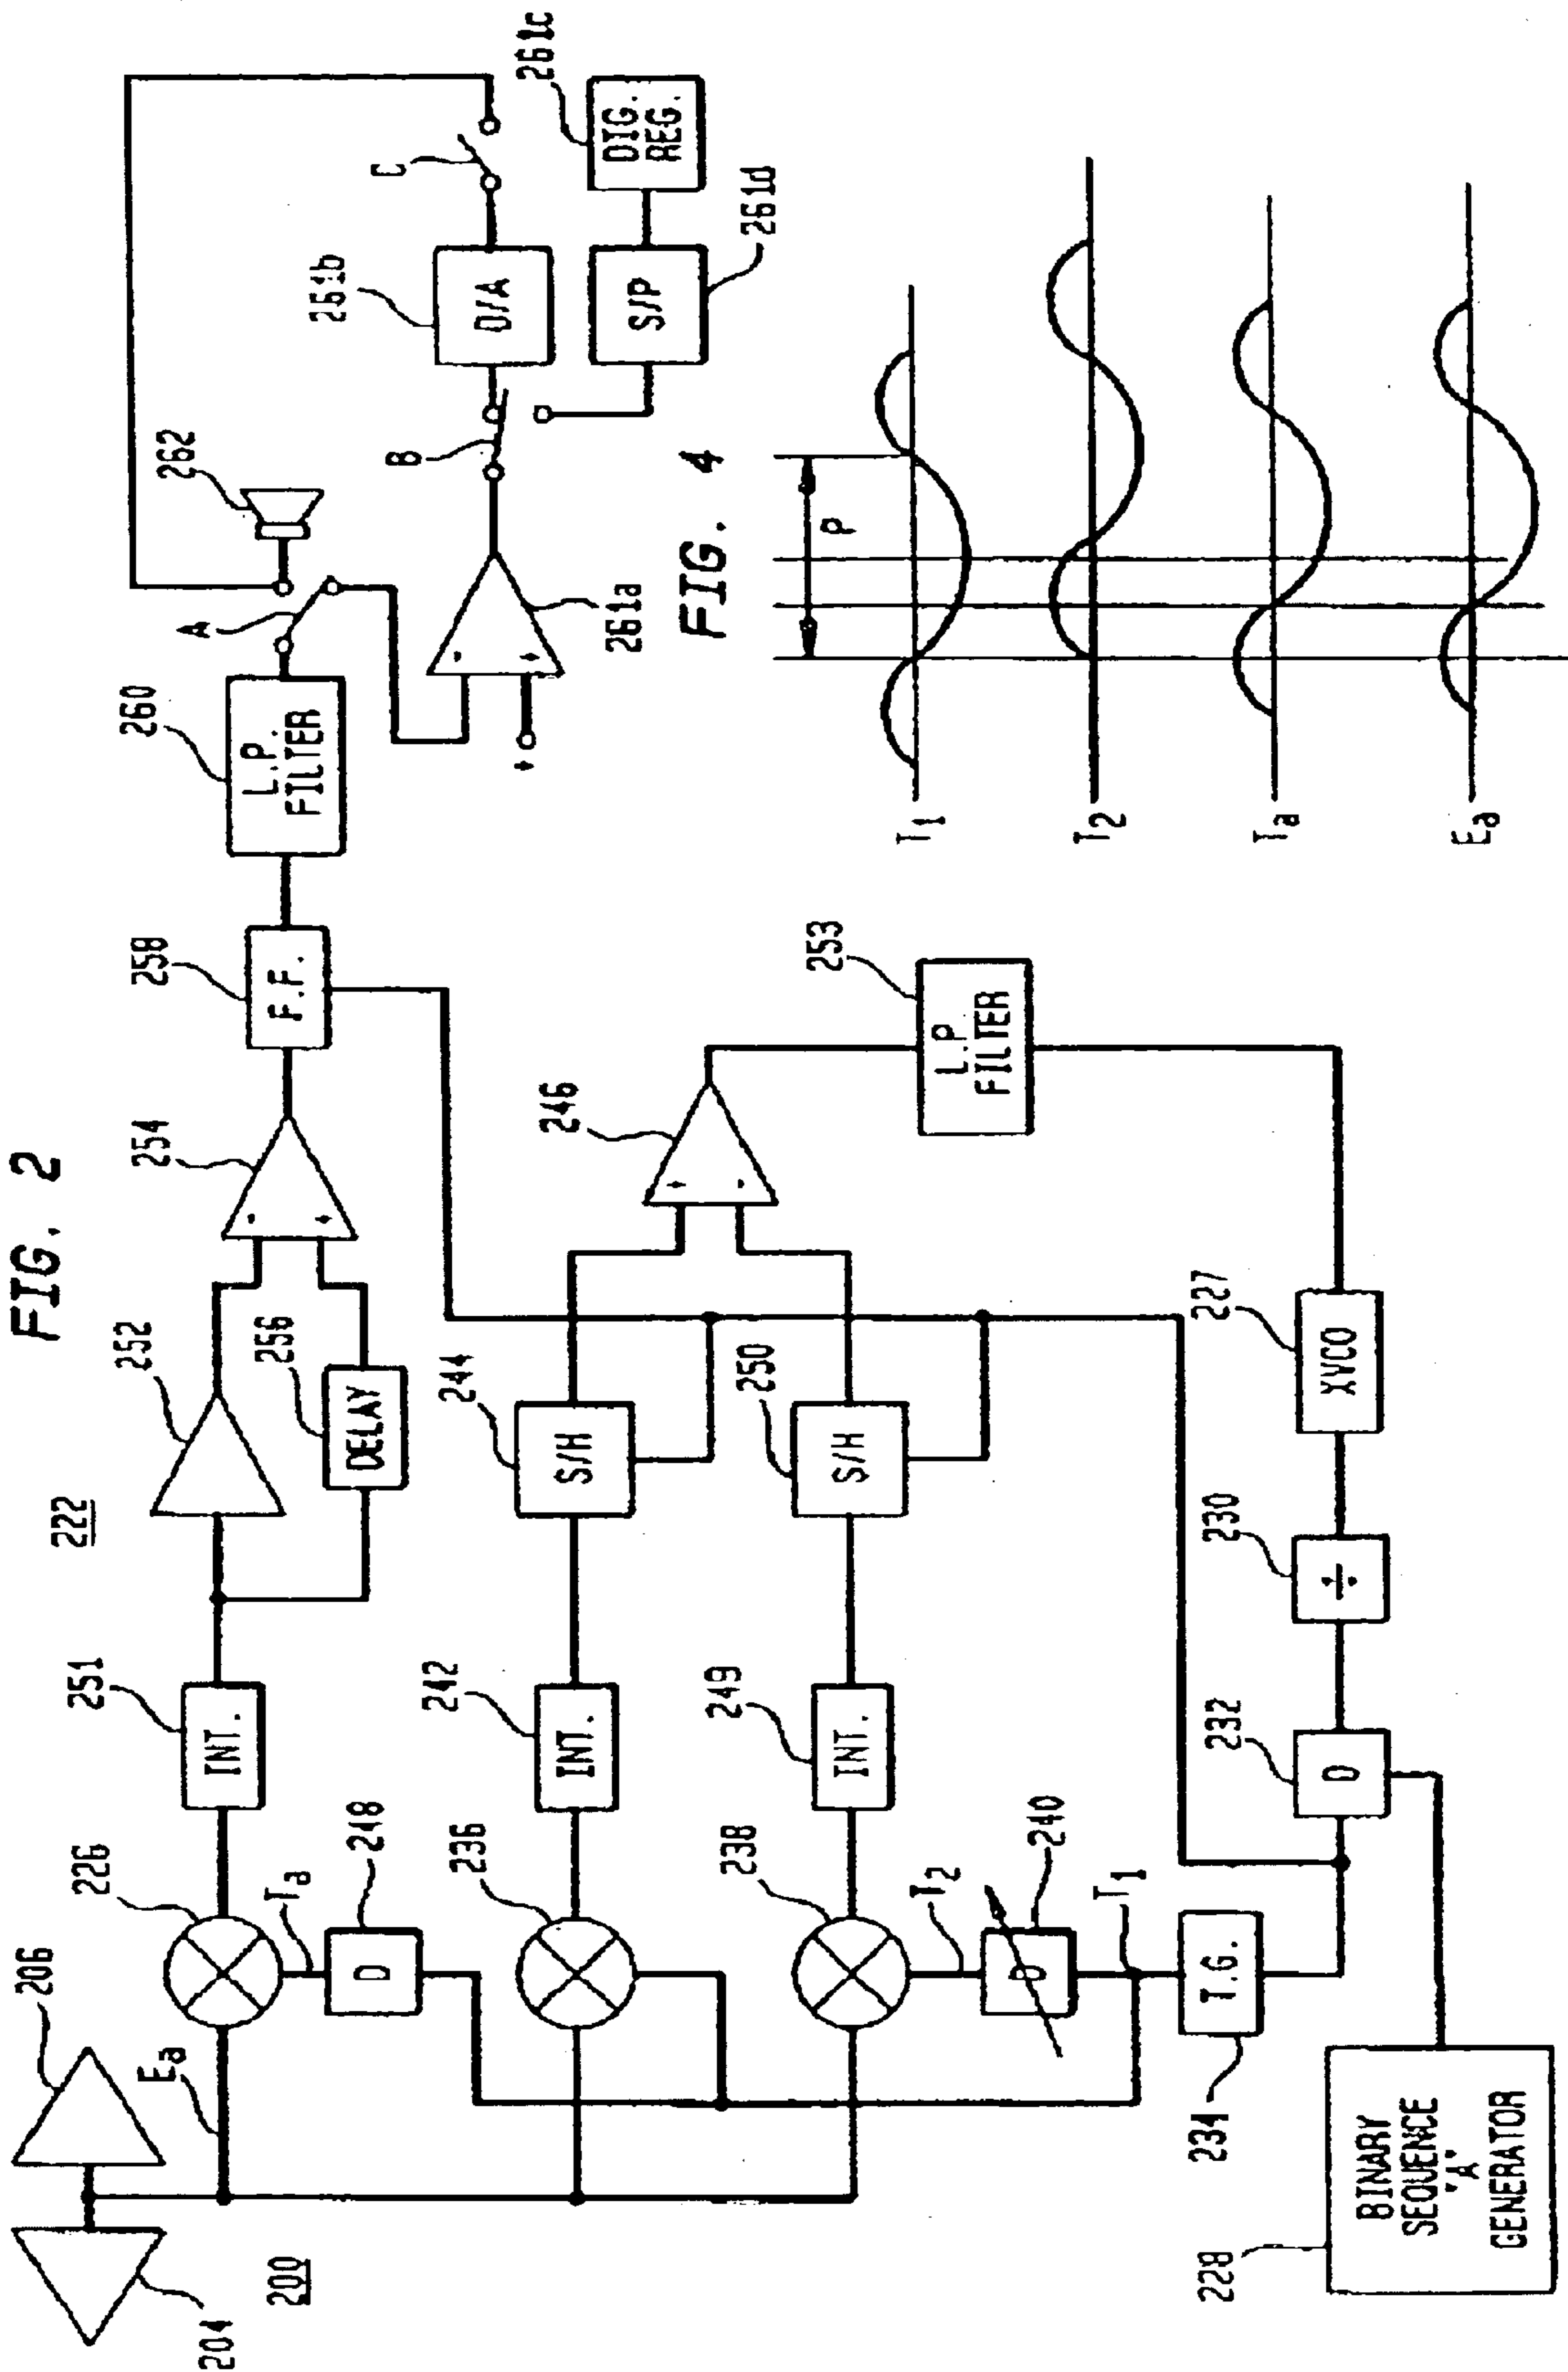 FIG. 2
206
204
200
Ea
226
Ta
248
D
236
238
T2
240
D
T1
T.G.
234
BINARY
SEQUENCE
"A"
GENERATOR
228
251
INT.
242
INT.
249
INT.
232
D
230
÷
227
XVCO
222
252
256
DELAY
244
S/H
250
S/H
254
-
+
246
+
-
253
L.P
FILTER
258
F.F.
260
L.P.
FILTER
A
262
-
+
+
261a
B
261b
D/A
C
261c
DIG.
REG.
S/P
261d
FIG. 4
P
T1
T2
Ta
Ea